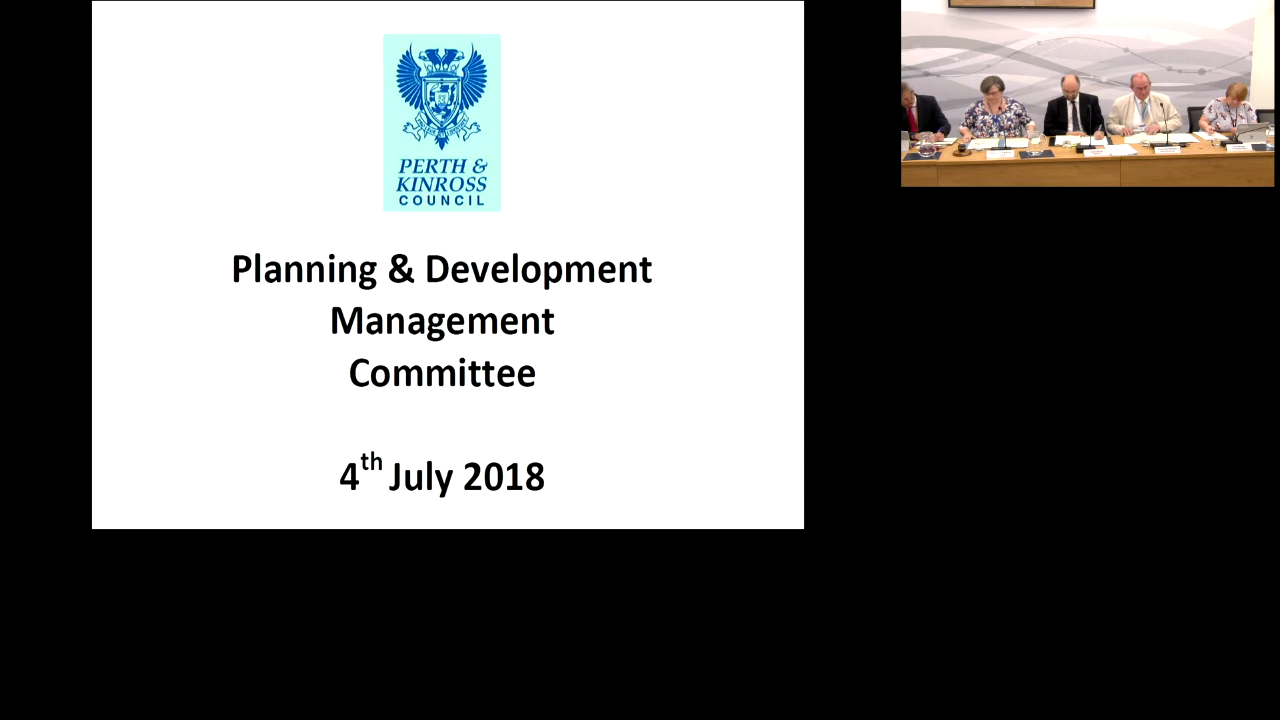 PERTH &
KINROSS
COUNCIL
Planning & Development
Management
Committee
4th July 2018